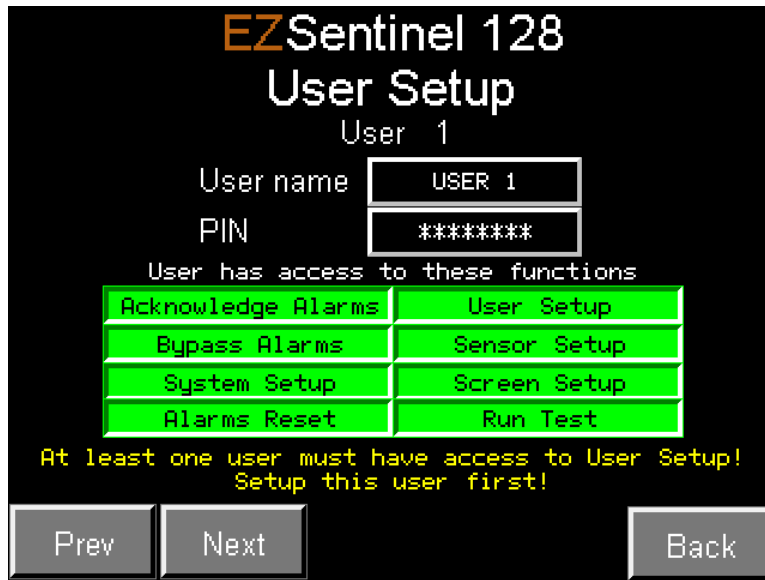 EZSentinel 128
User Setup
User 1
User name USER 1
PIN ********
User has access to these functions
Acknowledge Alarms User Setup
Bypass Alarms Sensor Setup
System Setup Screen Setup
Alarms Reset Run Test
At least one user must have access to User Setup!
Setup this user first!
Prev Next Back